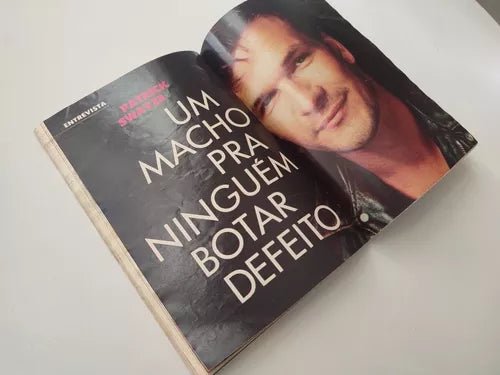 ENTREVISTA
PATRICK
SWAYZE
UM
MACHO
PRA
NINGUÉM
BOTAR
DEFEITO